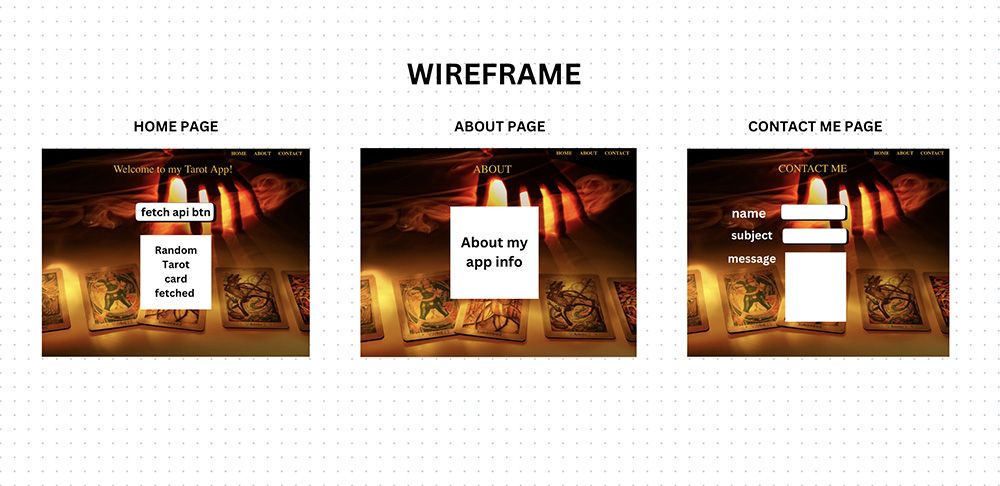 WIREFRAME
HOME PAGE
HOME ABOUT CONTACT
Welcome to my Tarot App!
fetch api btn
Random
Tarot
card
fetched
ABOUT PAGE
HOME ABOUT CONTACT
ABOUT
About my
app info
CONTACT ME PAGE
HOME ABOUT CONTACT
CONTACT ME
name
subject
message